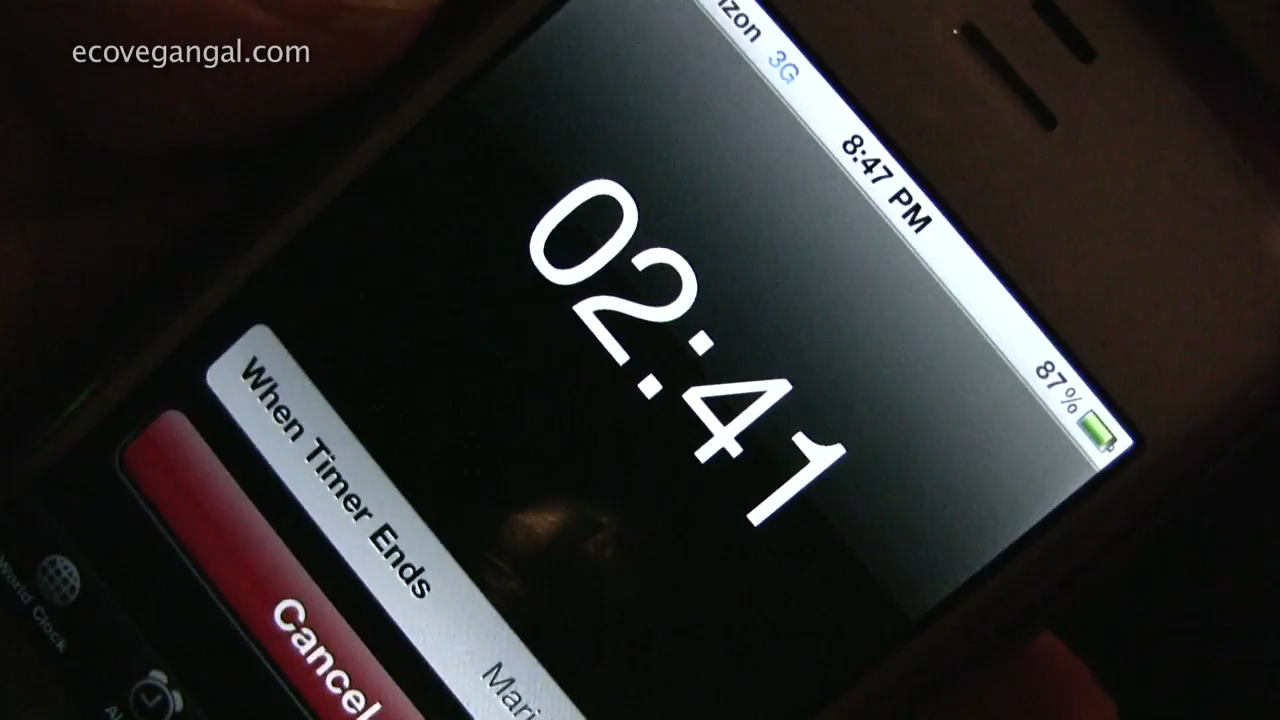 ecovegangal.com
3G
8:47 PM
87%
02:41
When Timer Ends
Cancel
World Clock